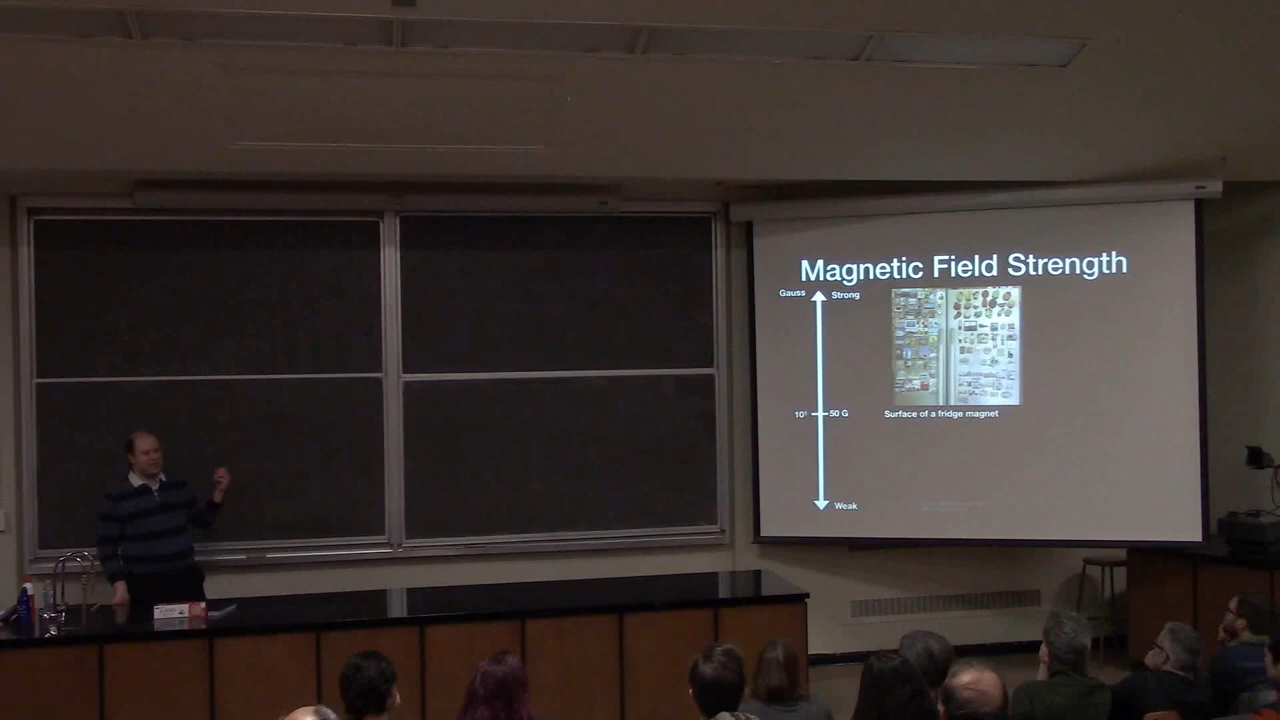 Magnetic Field Strength
Gauss
Strong
10¹
50 G
Surface of a fridge magnet
Weak